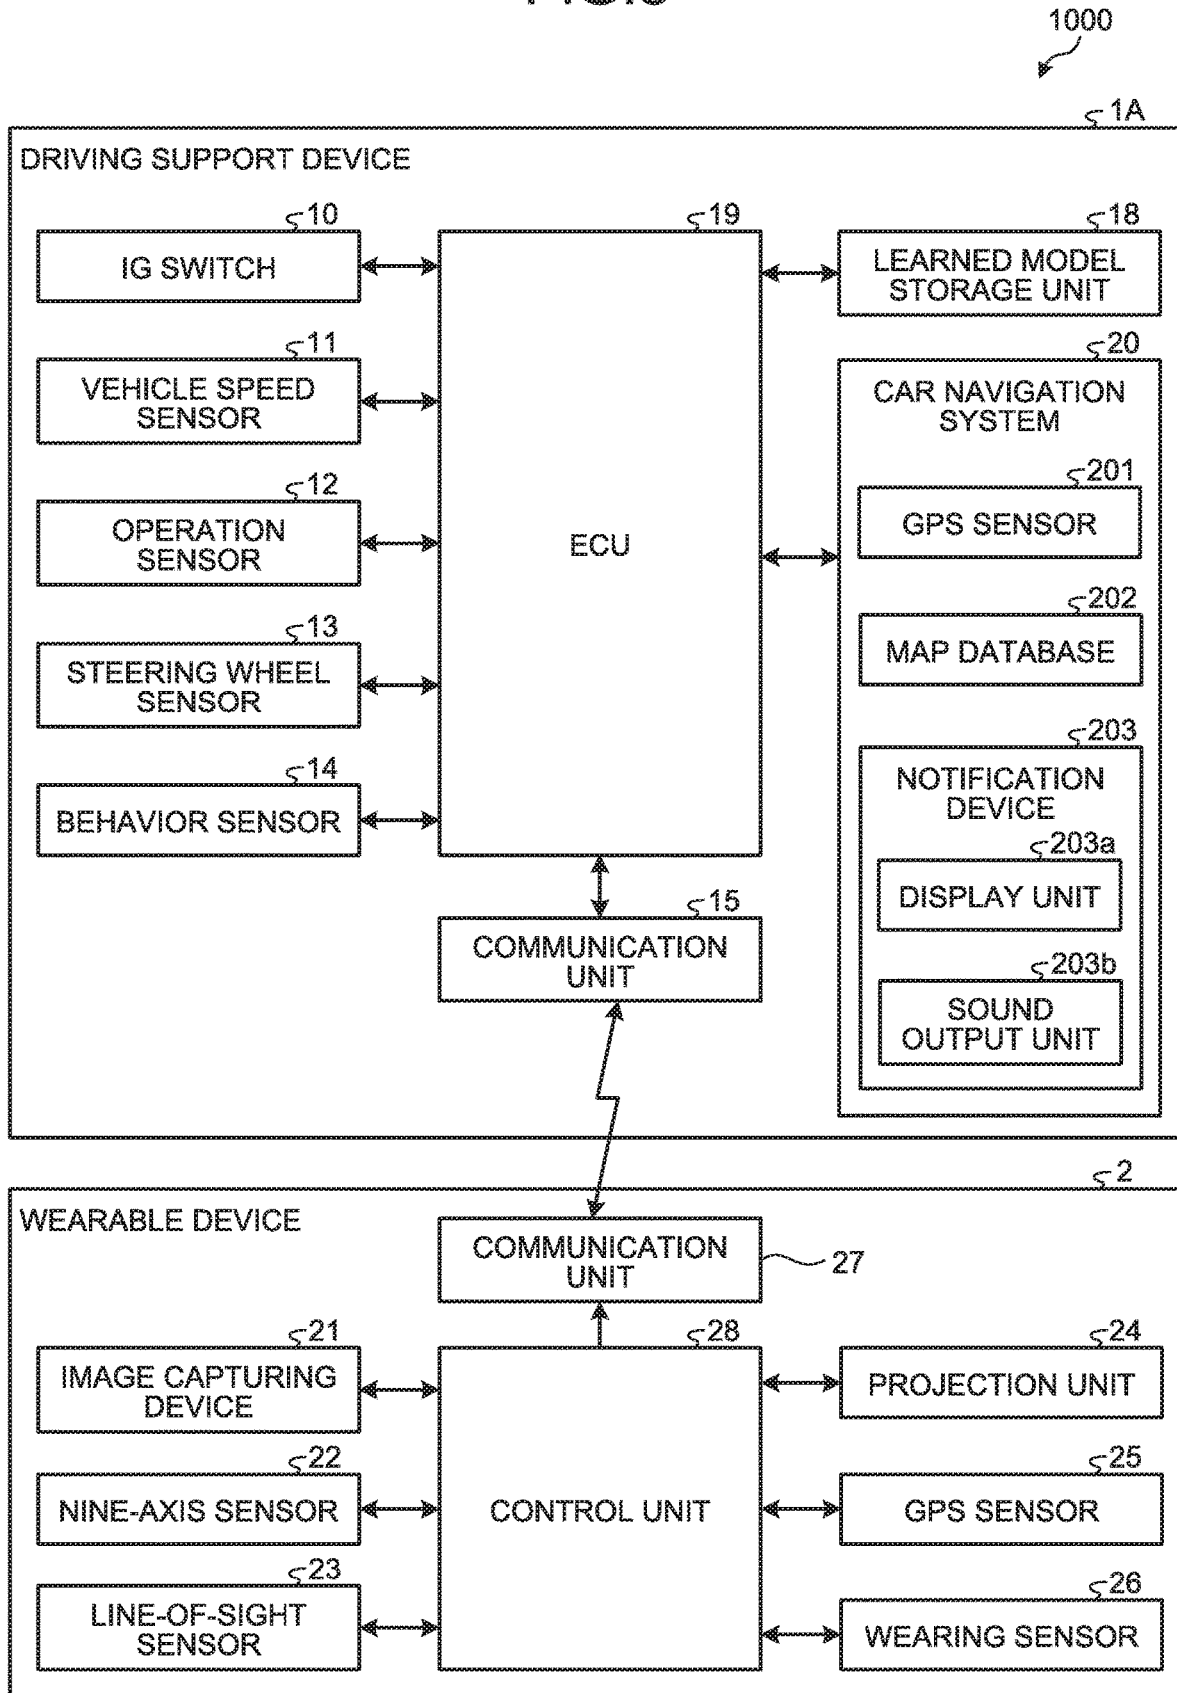 1000
1A
DRIVING SUPPORT DEVICE
10
IG SWITCH
11
VEHICLE SPEED
SENSOR
12
OPERATION
SENSOR
13
STEERING WHEEL
SENSOR
14
BEHAVIOR SENSOR
19
ECU
15
COMMUNICATION
UNIT
18
LEARNED MODEL
STORAGE UNIT
20
CAR NAVIGATION
SYSTEM
201
GPS SENSOR
202
MAP DATABASE
203
NOTIFICATION
DEVICE
203a
DISPLAY UNIT
203b
SOUND
OUTPUT UNIT
2
WEARABLE DEVICE
COMMUNICATION
UNIT
27
21
IMAGE CAPTURING
DEVICE
22
NINE-AXIS SENSOR
23
LINE-OF-SIGHT
SENSOR
28
CONTROL UNIT
24
PROJECTION UNIT
25
GPS SENSOR
26
WEARING SENSOR